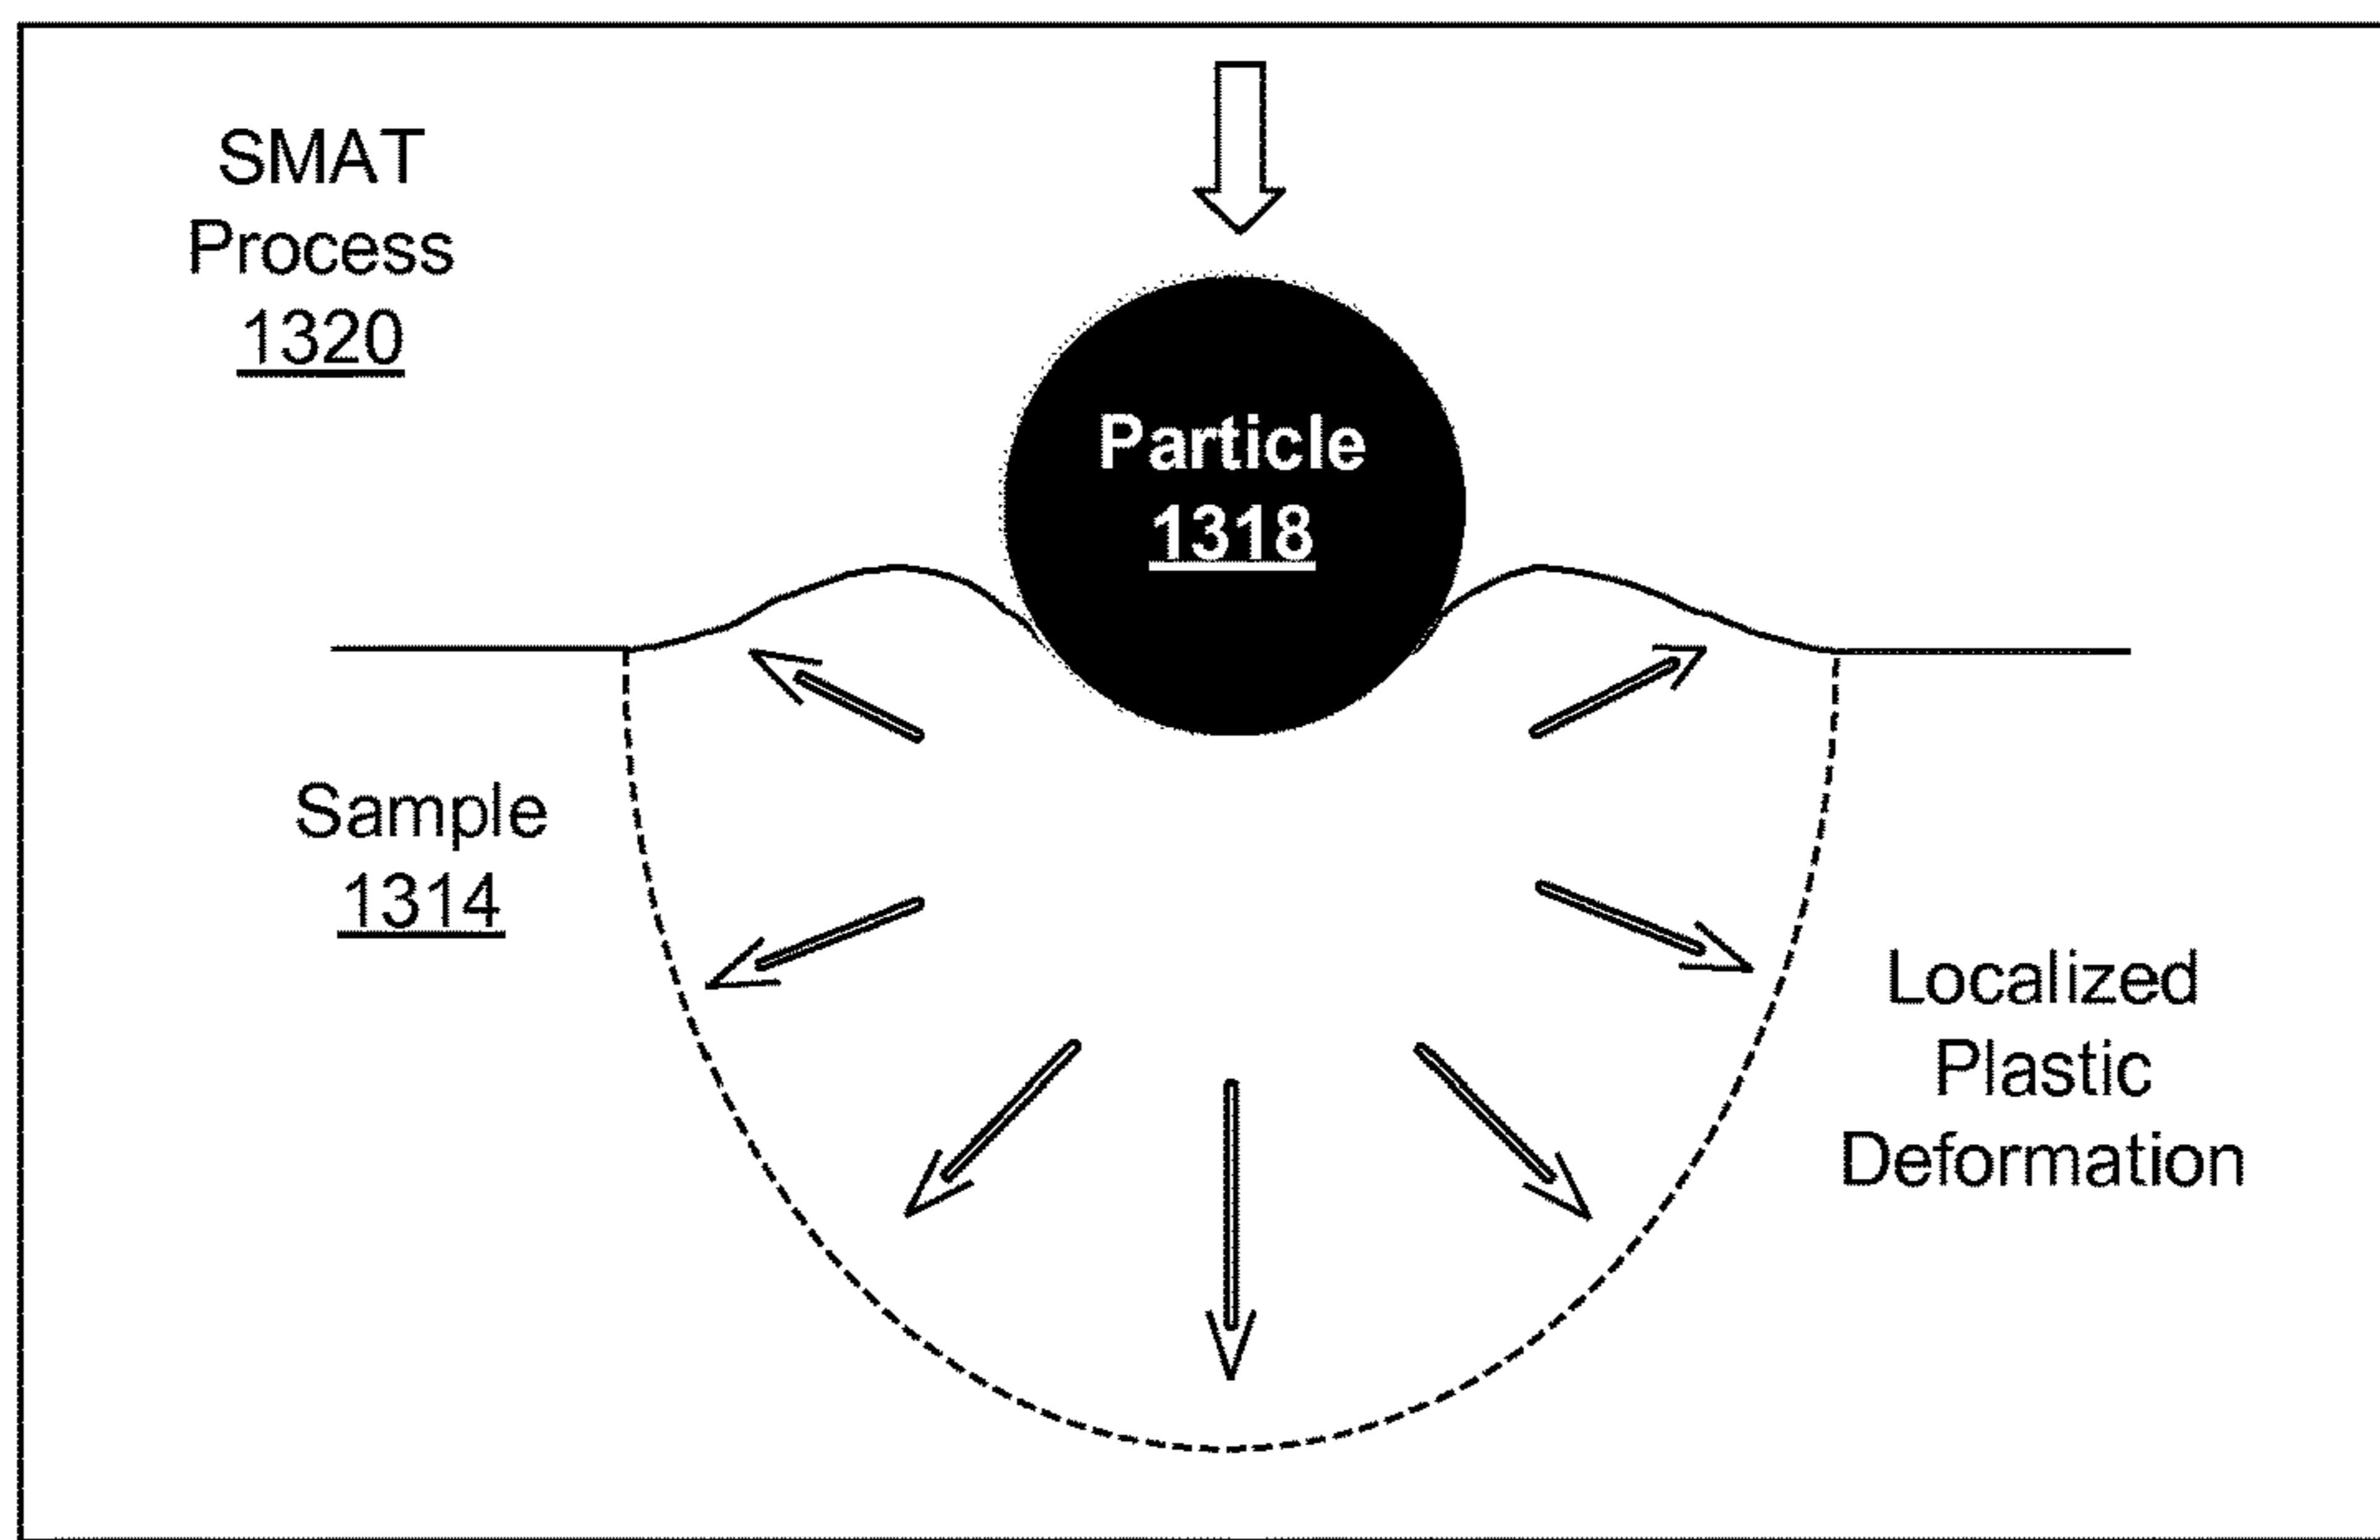 SMAT
Process
1320
Particle
1318
Sample
1314
Localized
Plastic
Deformation